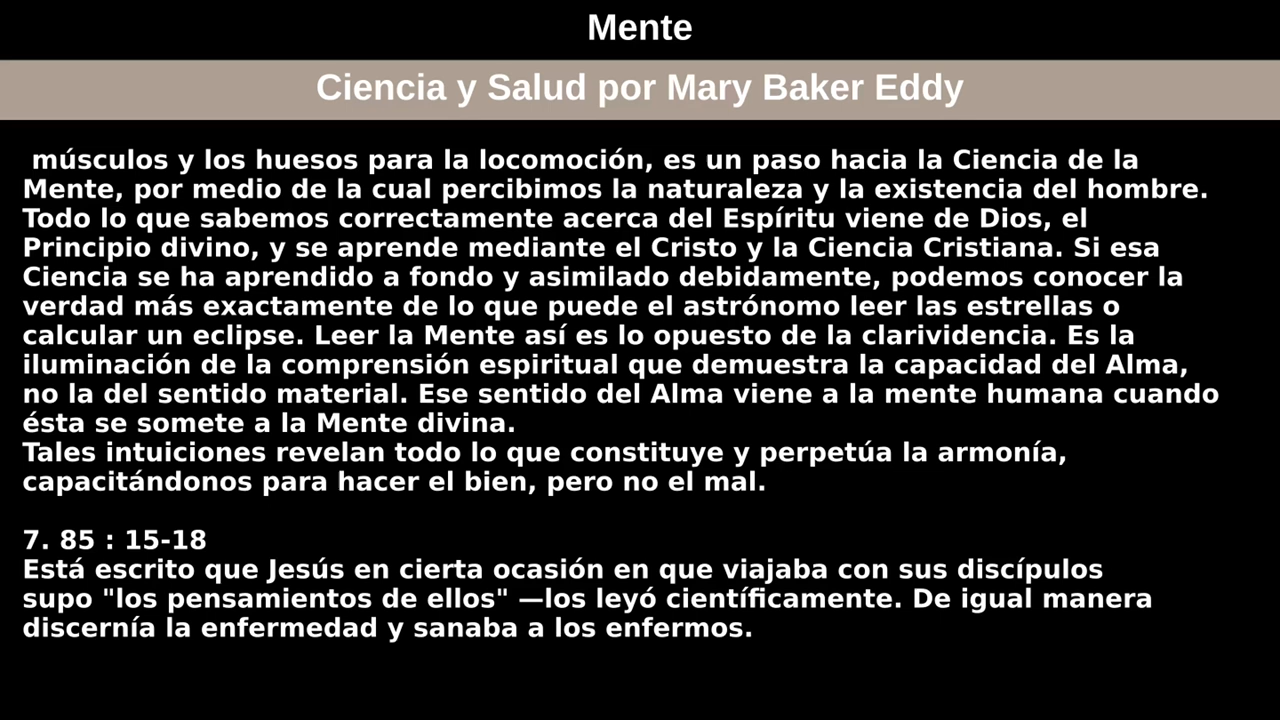 Mente
Ciencia y Salud por Mary Baker Eddy
músculos y los huesos para la locomoción, es un paso hacia la Ciencia de la
Mente, por medio de la cual percibimos la naturaleza y la existencia del hombre.
Todo lo que sabemos correctamente acerca del Espíritu viene de Dios, el
Principio divino, y se aprende mediante el Cristo y la Ciencia Cristiana. Si esa
Ciencia se ha aprendido a fondo y asimilado debidamente, podemos conocer la
verdad más exactamente de lo que puede el astrónomo leer las estrellas o
calcular un eclipse. Leer la Mente así es lo opuesto de la clarividencia. Es la
iluminación de la comprensión espiritual que demuestra la capacidad del Alma,
no la del sentido material. Ese sentido del Alma viene a la mente humana cuando
ésta se somete a la Mente divina.
Tales intuiciones revelan todo lo que constituye y perpetúa la armonía,
capacitándonos para hacer el bien, pero no el mal.
7. 85 : 15-18
Está escrito que Jesús en cierta ocasión en que viajaba con sus discípulos
supo "los pensamientos de ellos" —los leyó científicamente. De igual manera
discernía la enfermedad y sanaba a los enfermos.